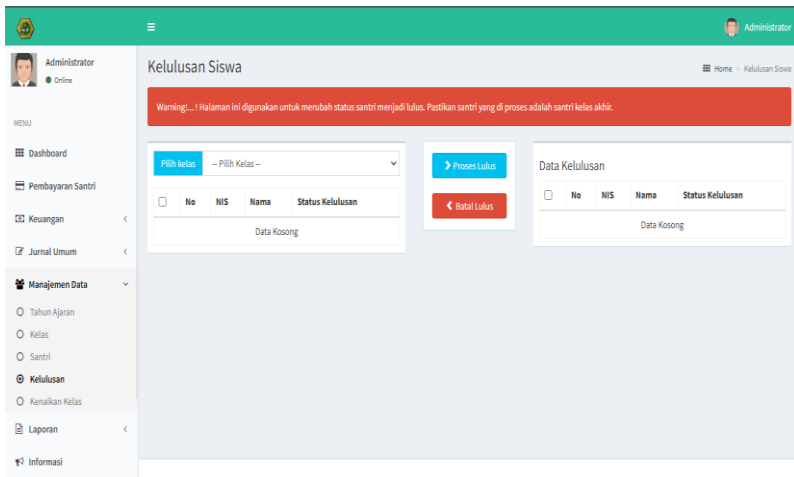 Administrator
Administrator
Online
Kelulusan Siswa
Home > Kelulusan Siswa
Warning!... ! Halaman ini digunakan untuk merubah status santri menjadi lulus. Pastikan santri yang di proses adalah santri kelas akhir.
MENU
Dashboard
Pembayaran Santri
Keuangan
Jurnal Umum
Manajemen Data
Tahun Ajaran
Kelas
Santri
Kelulusan
Kenaikan Kelas
Laporan
Informasi
Pilih kelas -- Pilih Kelas --
No NIS Nama Status Kelulusan
Data Kosong
Proses Lulus
Batal Lulus
Data Kelulusan
No NIS Nama Status Kelulusan
Data Kosong